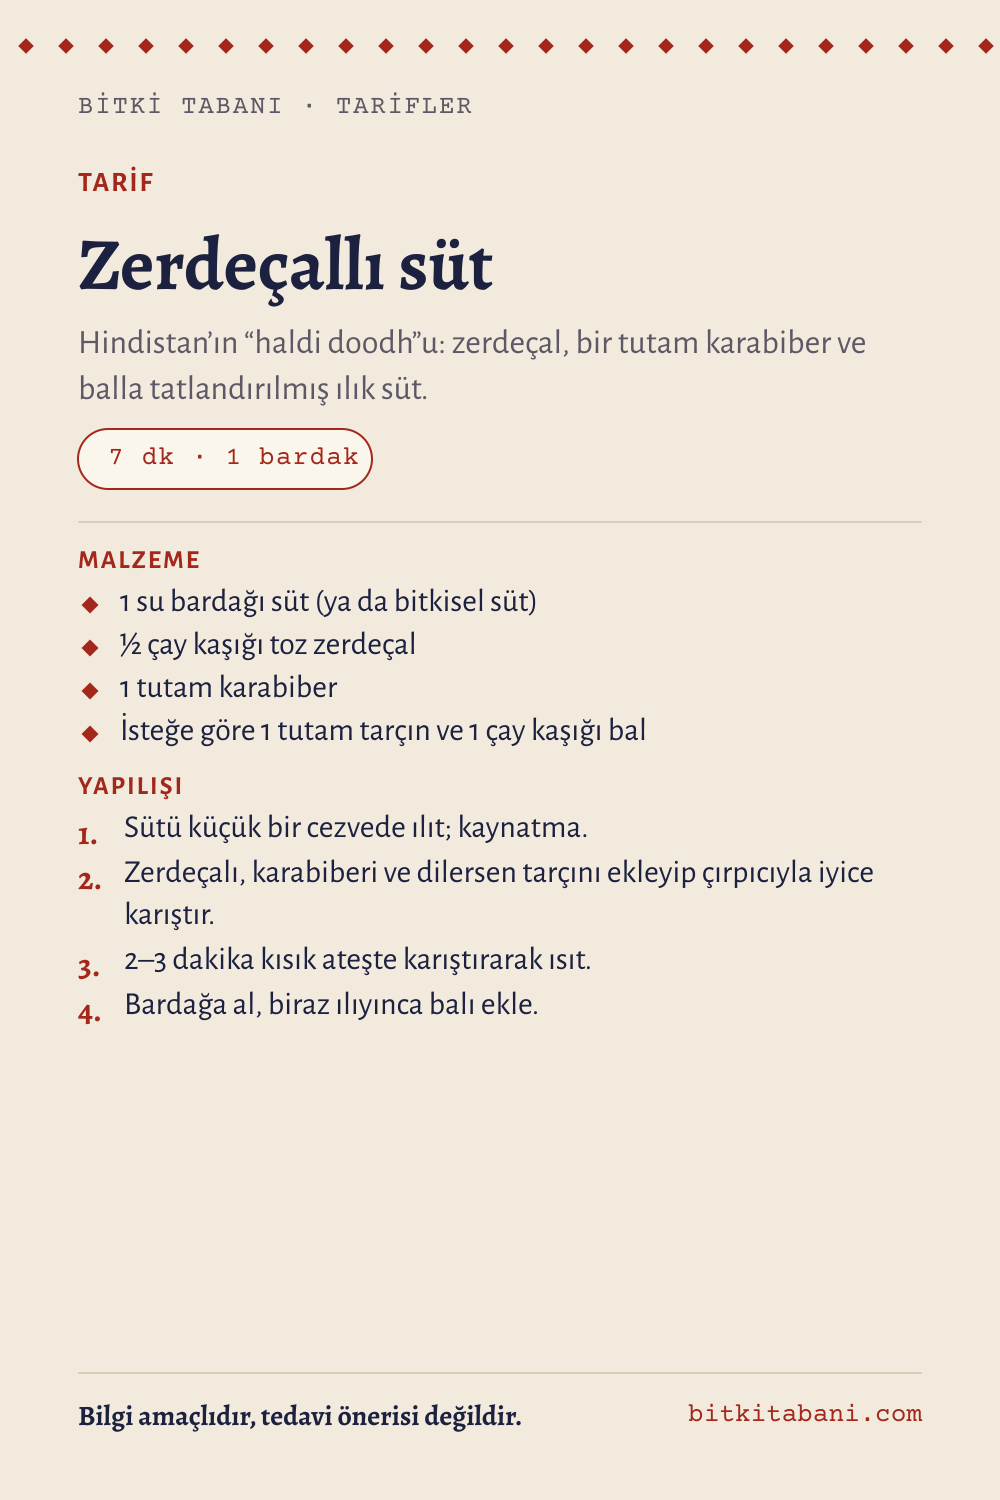 BİTKİ TABANI · TARİFLER
TARİF
Zerdeçallı süt
Hindistan’ın “haldi doodh”u: zerdeçal, bir tutam karabiber ve
balla tatlandırılmış ılık süt.
7 dk · 1 bardak
MALZEME
◆ 1 su bardağı süt (ya da bitkisel süt)
◆ ½ çay kaşığı toz zerdeçal
◆ 1 tutam karabiber
◆ İsteğe göre 1 tutam tarçın ve 1 çay kaşığı bal
YAPILIŞI
1. Sütü küçük bir cezvede ılıt; kaynatma.
2. Zerdeçalı, karabiberi ve dilersen tarçını ekleyip çırpıcıyla iyice
karıştır.
3. 2–3 dakika kısık ateşte karıştırarak ısıt.
4. Bardağa al, biraz ılıyınca balı ekle.
Bilgi amaçlıdır, tedavi önerisi değildir.
bitkitabani.com